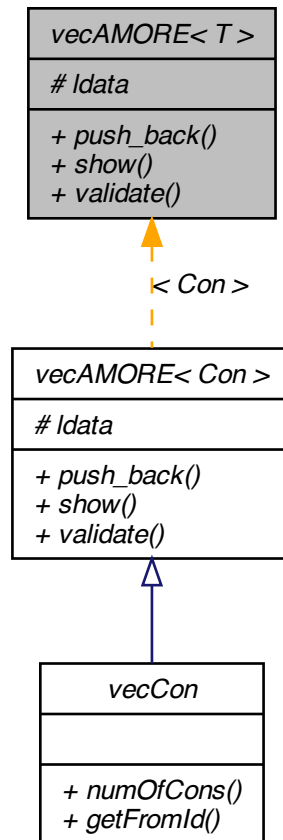 vecAMORE< T >
# ldata
+ push_back()
+ show()
+ validate()
< Con >
vecAMORE< Con >
# ldata
+ push_back()
+ show()
+ validate()
vecCon
+ numOfCons()
+ getFromId()